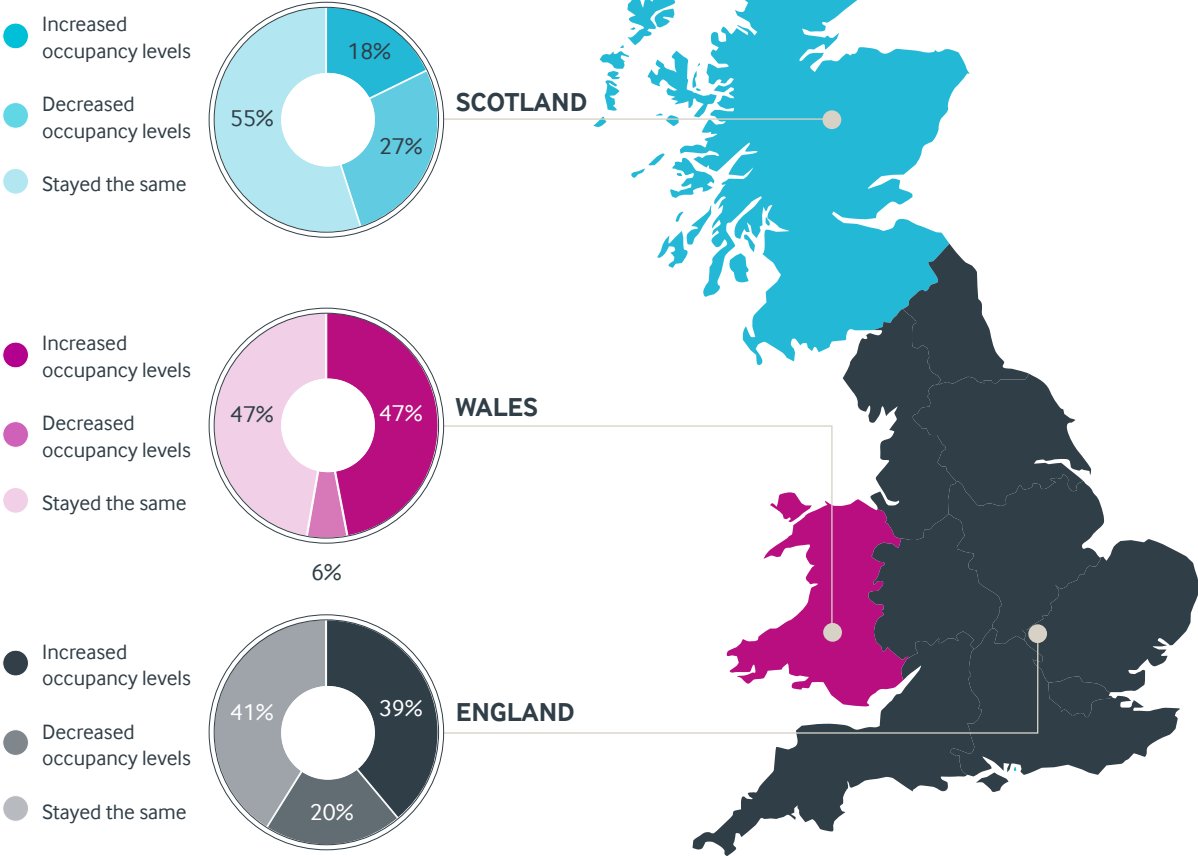 Increased
occupancy levels
Decreased
occupancy levels
Stayed the same
18%
55%
27%
SCOTLAND
Increased
occupancy levels
Decreased
occupancy levels
Stayed the same
47%
47%
6%
WALES
Increased
occupancy levels
Decreased
occupancy levels
Stayed the same
41%
39%
20%
ENGLAND